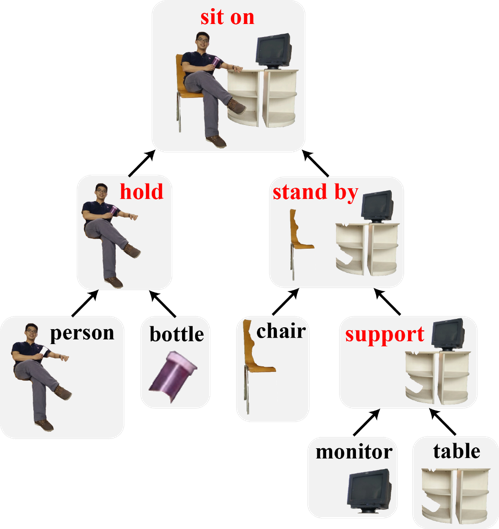 sit on
hold
stand by
person
bottle
chair
support
monitor
table